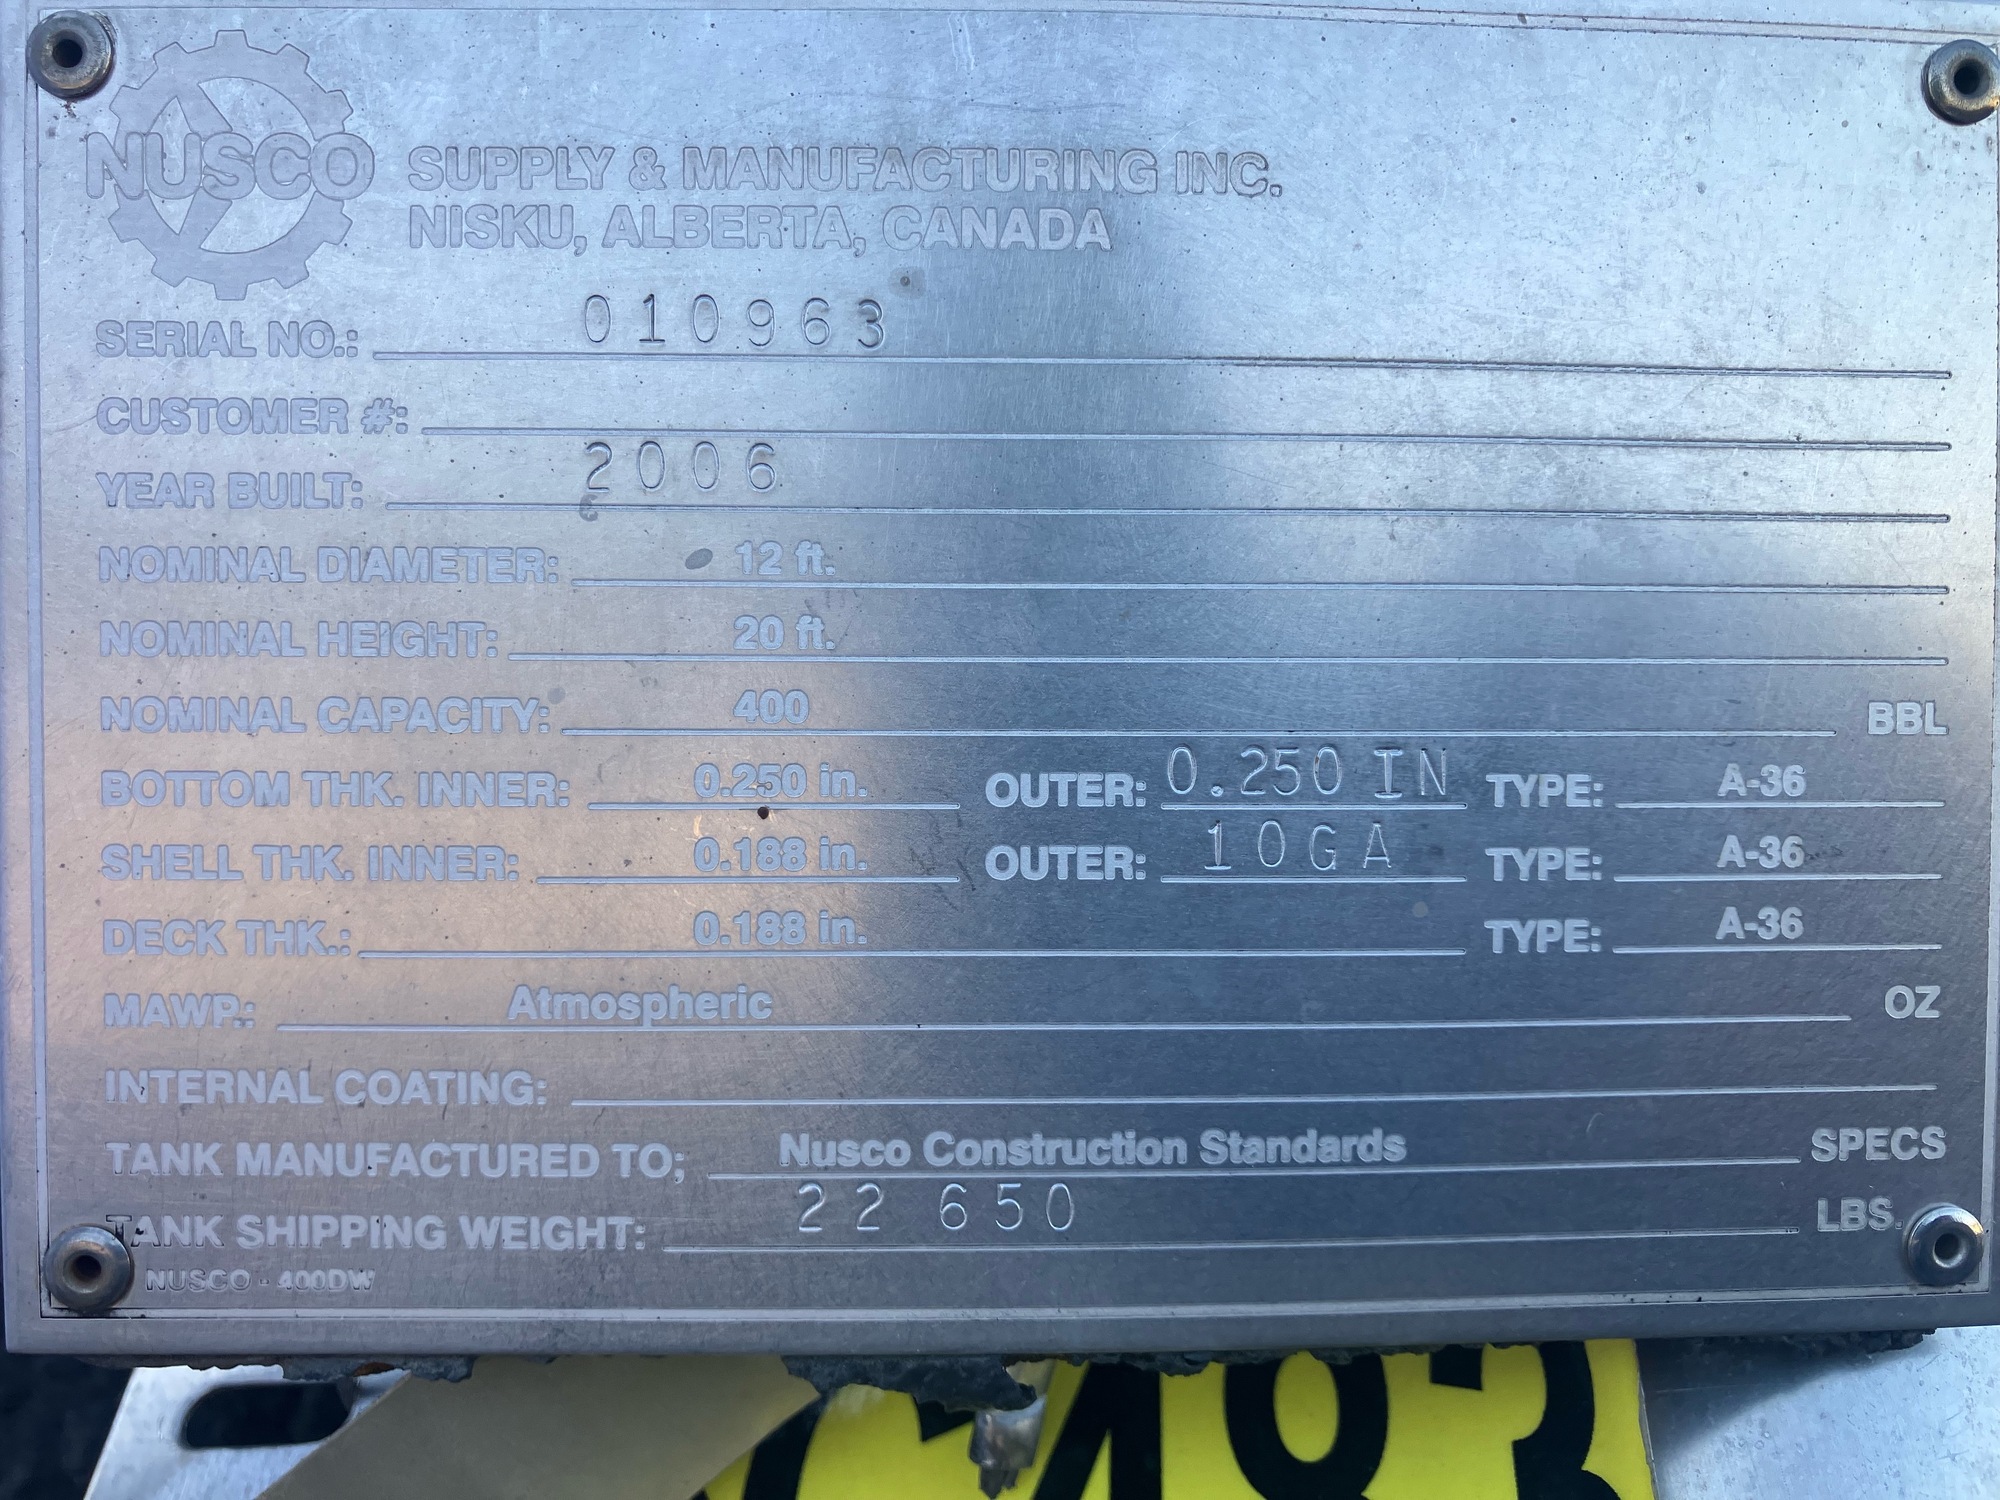 NUSCO SUPPLY & MANUFACTURING INC.
NISKU, ALBERTA, CANADA
SERIAL NO.: 010963
CUSTOMER #:
YEAR BUILT: 2006
NOMINAL DIAMETER: 12 ft.
NOMINAL HEIGHT: 20 ft.
NOMINAL CAPACITY: 400 BBL
BOTTOM THK. INNER: 0.250 in. OUTER: 0.250 IN TYPE: A-36
SHELL THK. INNER: 0.188 in. OUTER: 10GA TYPE: A-36
DECK THK.: 0.188 in. TYPE: A-36
MAWP.: Atmospheric OZ
INTERNAL COATING:
TANK MANUFACTURED TO; Nusco Construction Standards SPECS
TANK SHIPPING WEIGHT: 22 650 LBS.
NUSCO - 400DW